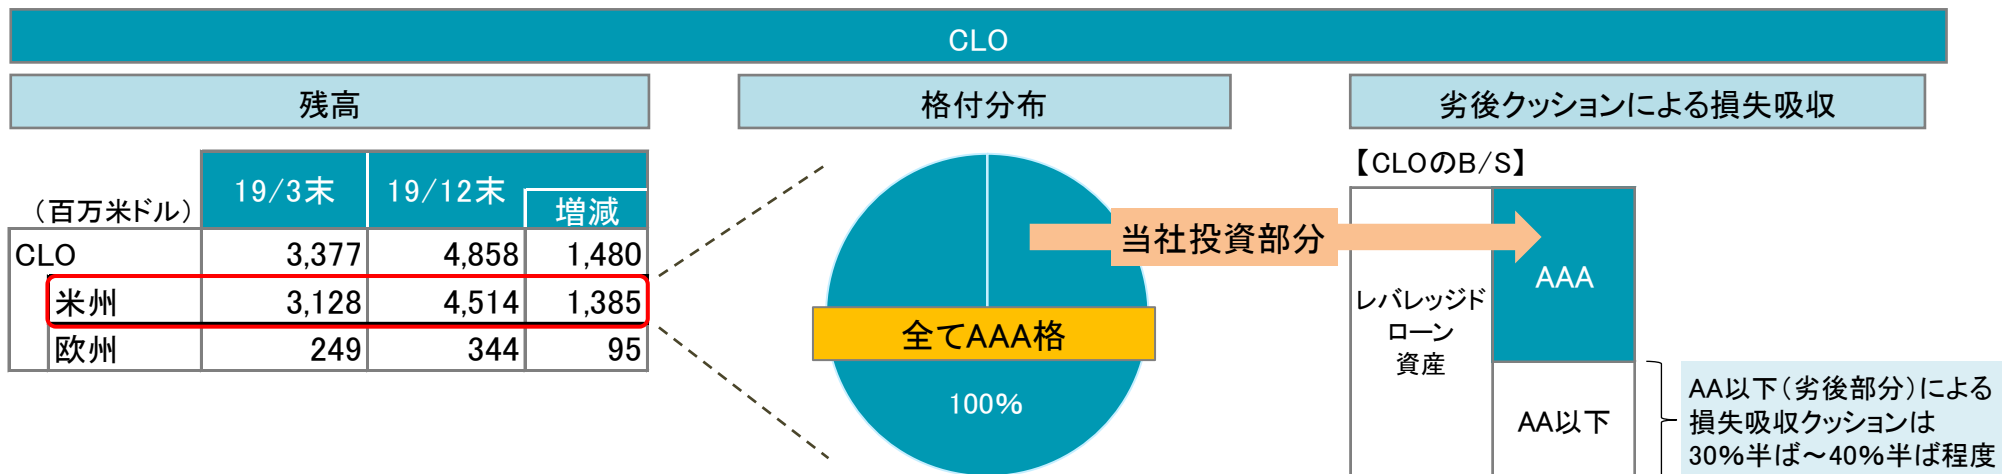 CLO
残高
格付分布
劣後クッションによる損失吸収
(百万米ドル) 19/3末 19/12末 増減
CLO 3,377 4,858 1,480
米州 3,128 4,514 1,385
欧州 249 344 95
全てAAA格
100%
当社投資部分
【CLOのB/S】
レバレッジド
ローン
資産
AAA
AA以下
AA以下(劣後部分)による
損失吸収クッションは
30%半ば~40%半ば程度